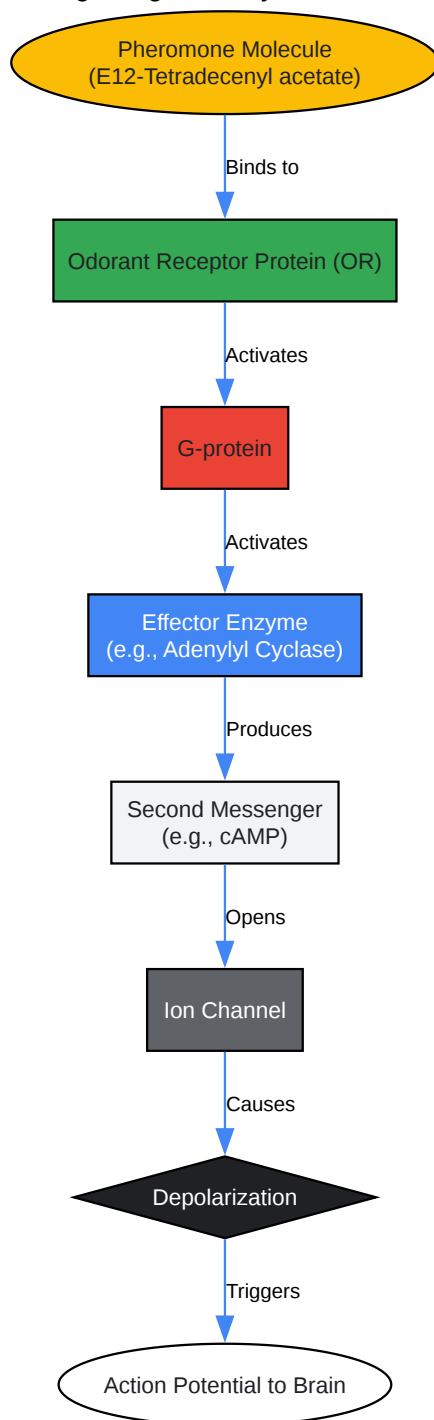 Pheromone Molecule
(E12-Tetradecenyl acetate)
Binds to
Odorant Receptor Protein (OR)
Activates
G-protein
Activates
Effector Enzyme
(e.g., Adenylyl Cyclase)
Produces
Second Messenger
(e.g., cAMP)
Opens
Ion Channel
Causes
Depolarization
Triggers
Action Potential to Brain